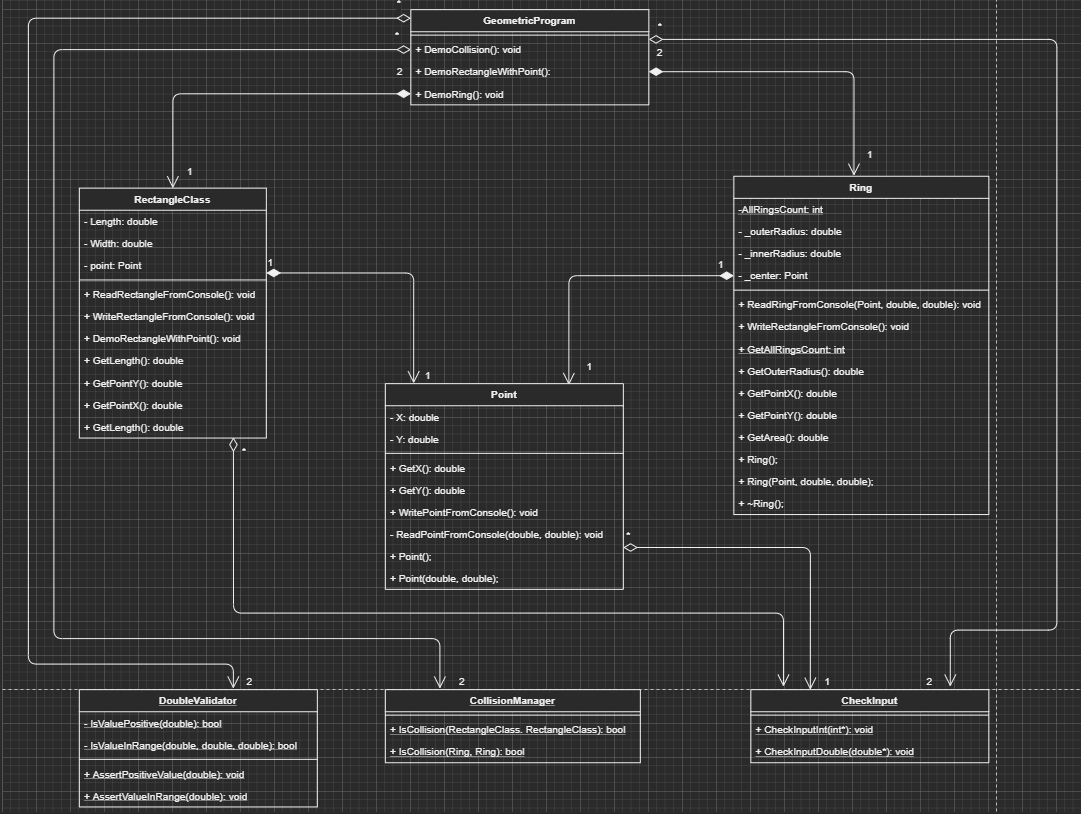 *
GeometricProgram
*
*
+ DemoCollision(): void
2
2
+ DemoRectangleWithPoint():
+ DemoRing(): void
1
1
RectangleClass
- Length: double
- Width: double
- point: Point
1
+ ReadRectangleFromConsole(): void
+ WriteRectangleFromConsole(): void
+ DemoRectangleWithPoint(): void
+ GetLength(): double
+ GetPointY(): double
+ GetPointX(): double
+ GetLength(): double
*
Ring
-AllRingsCount: int
- _outerRadius: double
- _innerRadius: double
1
- _center: Point
+ ReadRingFromConsole(Point, double, double): void
+ WriteRectangleFromConsole(): void
+ GetAllRingsCount: int
+ GetOuterRadius(): double
+ GetPointX(): double
+ GetPointY(): double
+ GetArea(): double
+ Ring();
+ Ring(Point, double, double);
+ ~Ring();
1
1
Point
- X: double
- Y: double
+ GetX(): double
+ GetY(): double
+ WritePointFromConsole(): void
- ReadPointFromConsole(double, double): void
*
+ Point();
+ Point(double, double);
2
2
1
2
DoubleValidator
- IsValuePositive(double): bool
- IsValueInRange(double, double, double): bool
+ AssertPositiveValue(double): void
+ AssertValueInRange(double): void
CollisionManager
+ IsCollision(RectangleClass. RectangleClass): bool
+ IsCollision(Ring, Ring): bool
CheckInput
+ CheckInputInt(int*): void
+ CheckInputDouble(double*): void